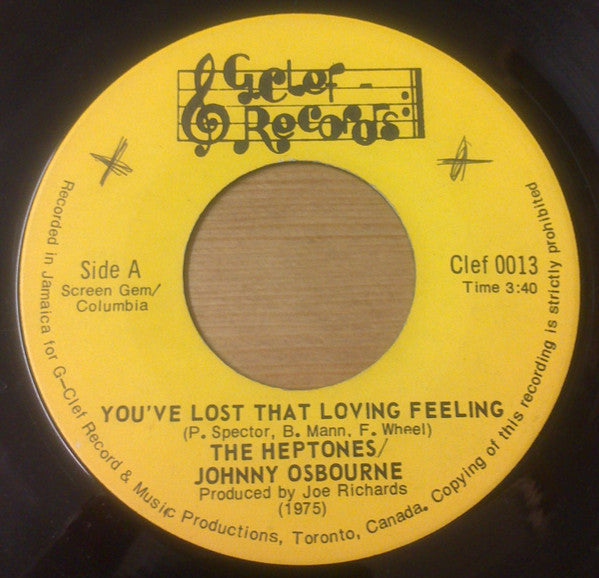 G.Clef
Records
Side A
Screen Gem/
Columbia
Clef 0013
Time 3:40
YOU'VE LOST THAT LOVING FEELING
(P. Spector, B. Mann, F. Wheel)
THE HEPTONES/
JOHNNY OSBOURNE
Produced by Joe Richards
(1975)
Recorded in Jamaica for G-Clef Record & Music Productions, Toronto, Canada. Copying of this recording is strictly prohibited